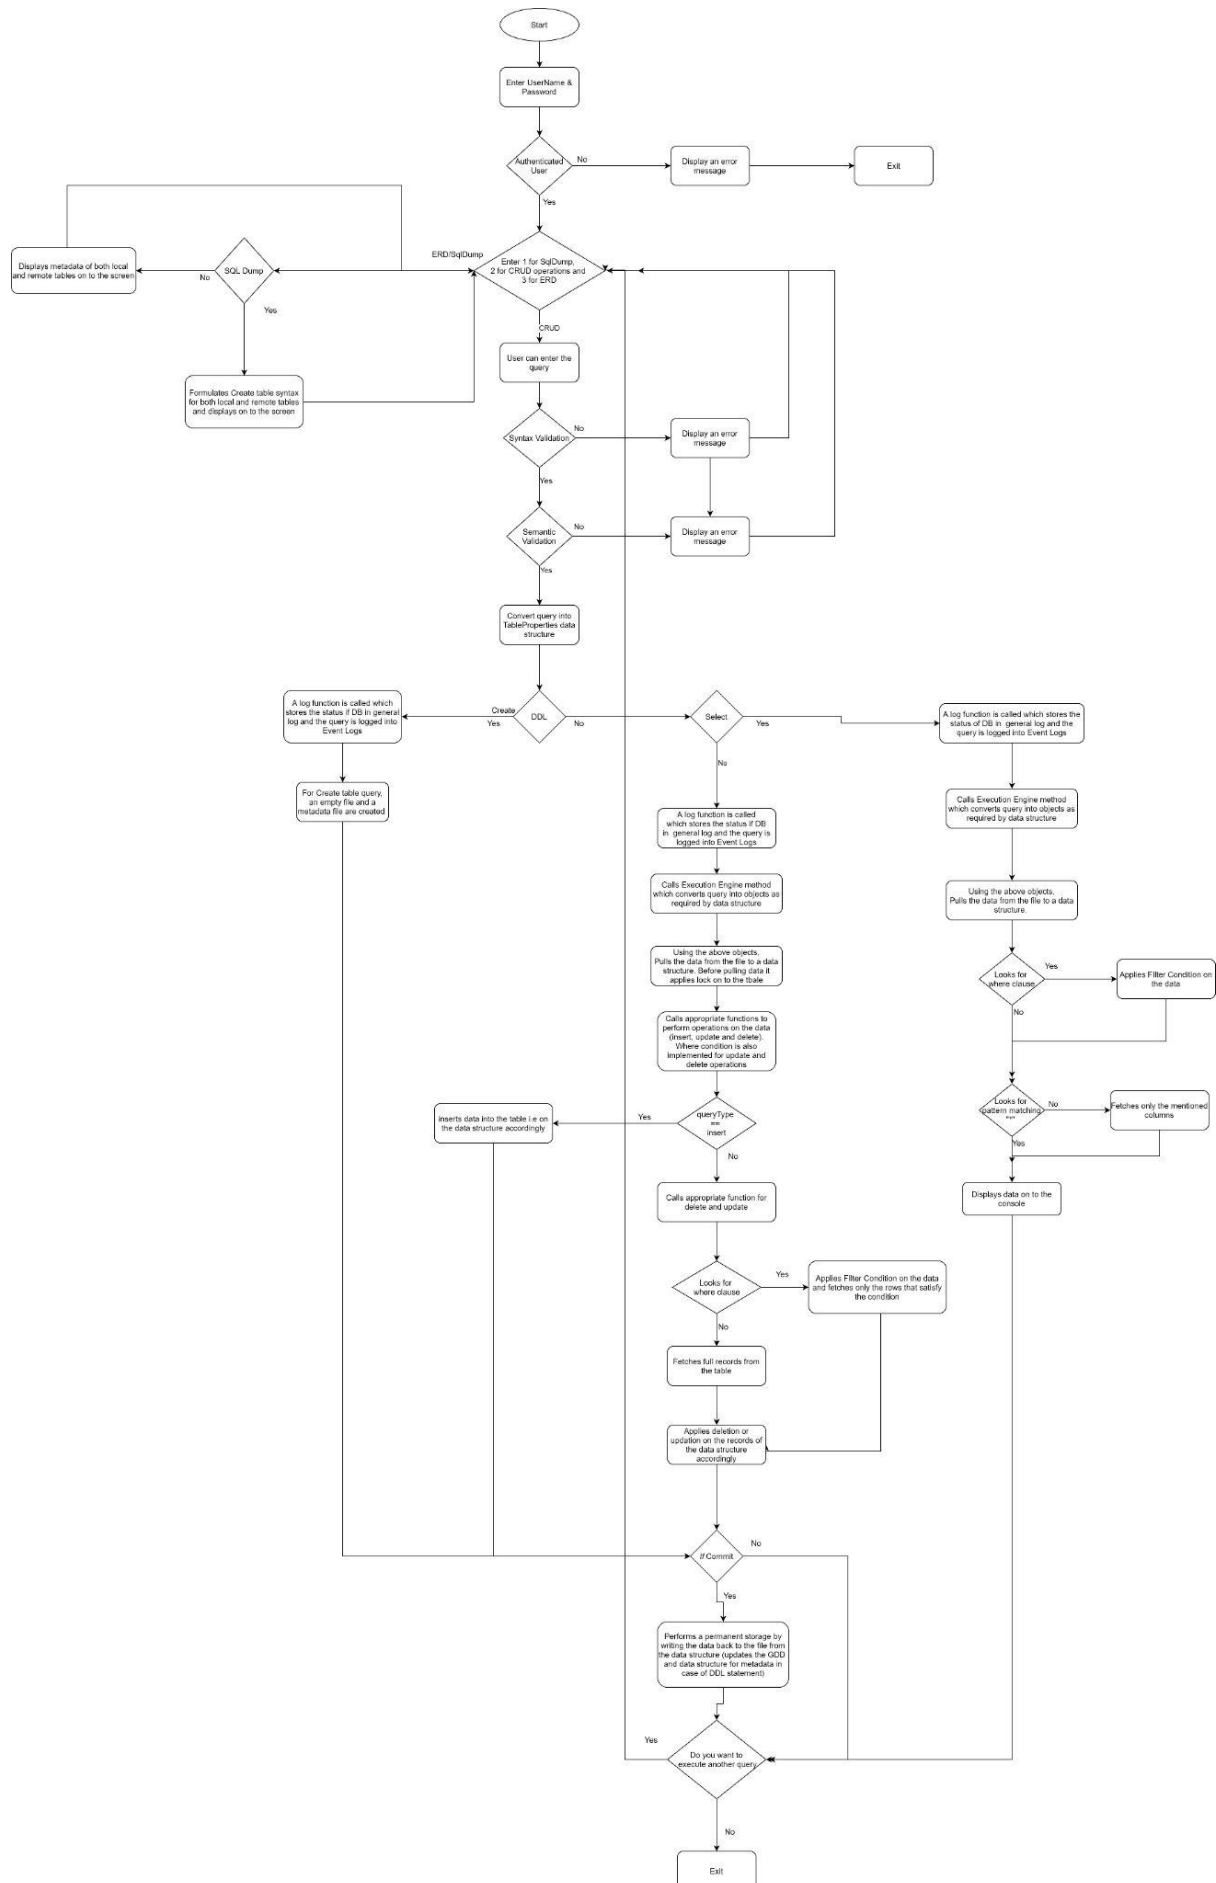 Start
Enter UserName &
Password
Authenticated
User
No
Display an error
message
Exit
Yes
ERD/SqlDump
Enter 1 for SqlDump,
2 for CRUD operations and
3 for ERD
SQL Dump
No
Displays metadata of both local
and remote tables on to the screen
Yes
Formulates Create table syntax
for both local and remote tables
and displays on to the screen
CRUD
User can enter the
query
Syntax Validation
No
Display an error
message
Yes
Semantic
Validation
No
Display an error
message
Yes
Convert query into
TableProperties data
structure
DDL
Create
Yes
No
A log function is called which
stores the status if DB in general
log and the query is logged into
Event Logs
For Create table query,
an empty file and a
metadata file are created
Select
Yes
No
A log function is called which stores the
status of DB in general log and the
query is logged into Event Logs
Calls Execution Engine method
which converts query into objects as
required by data structure
Using the above objects,
Pulls the data from the file to a data
structure.
Looks for
where clause
Yes
Applies FIlter Condition on
the data
No
Looks for
pattern matching
No
Fetches only the mentioned
columns
Yes
Displays data on to the
console
A log function is called
which stores the status if DB
in general log and the query is
logged into Event Logs
Calls Execution Engine method
which converts query into objects as
required by data structure
Using the above objects,
Pulls the data from the file to a data
structure. Before pulling data it
applies lock on to the tbale
Calls appropriate functions to
perform operations on the data
(insert, update and delete).
Where condition is also
implemented for update and
delete operations
queryType
==
insert
Yes
inserts data into the table i.e on
the data structure accordingly
No
Calls appropriate function for
delete and update
Looks for
where clause
Yes
Applies FIlter Condition on the data
and fetches only the rows that satisfy
the condition
No
Fetches full records from
the table
Applies deletion or
updation on the records of
the data structure
accordingly
If Commit
No
Yes
Performs a permanent storage by
writing the data back to the file from
the data structure (updates the GDD
and data structure for metadata in
case of DDL statement)
Do you want to
execute another query
Yes
No
Exit